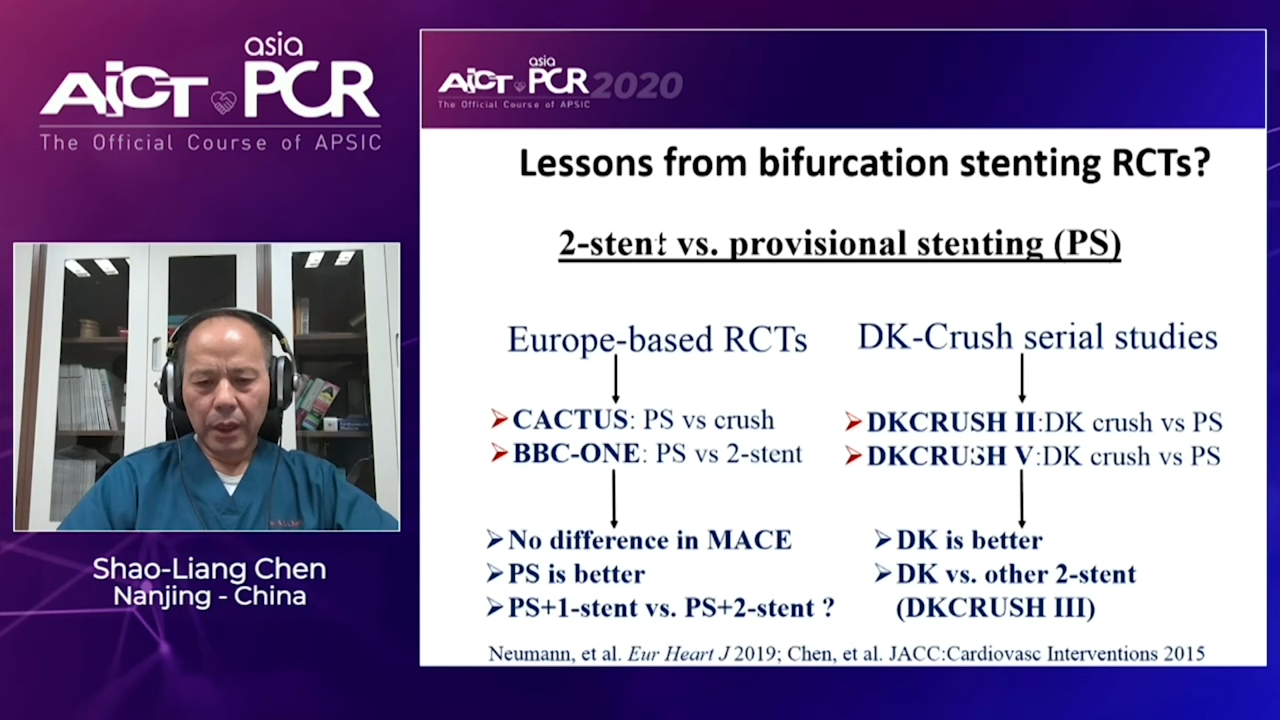 asia
AICT PCR
The Official Course of APSIC
asia
AICT PCR 2020
The Official Course of APSIC
Lessons from bifurcation stenting RCTs?
2-stent vs. provisional stenting (PS)
Europe-based RCTs
CACTUS: PS vs crush
BBC-ONE: PS vs 2-stent
No difference in MACE
PS is better
PS+1-stent vs. PS+2-stent ?
DK-Crush serial studies
DKCRUSH II:DK crush vs PS
DKCRUSH V:DK crush vs PS
DK is better
DK vs. other 2-stent
(DKCRUSH III)
Neumann, et al. Eur Heart J 2019; Chen, et al. JACC:Cardiovasc Interventions 2015
Shao-Liang Chen
Nanjing - China